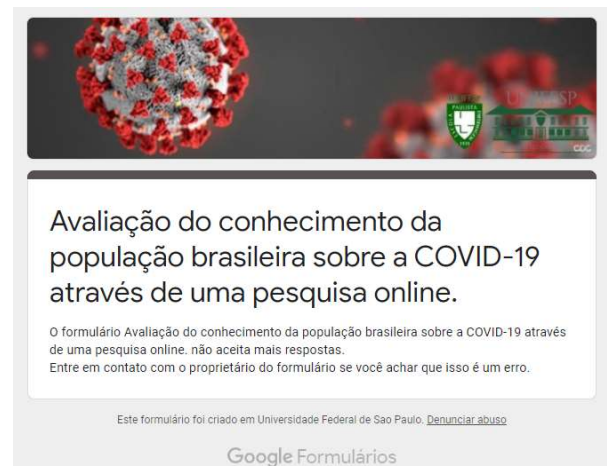 UNIFESP
CDC
Avaliação do conhecimento da
população brasileira sobre a COVID-19
através de uma pesquisa online.
O formulário Avaliação do conhecimento da população brasileira sobre a COVID-19 através
de uma pesquisa online. não aceita mais respostas.
Entre em contato com o proprietário do formulário se você achar que isso é um erro.
Este formulário foi criado em Universidade Federal de Sao Paulo. Denunciar abuso
Google Formulários